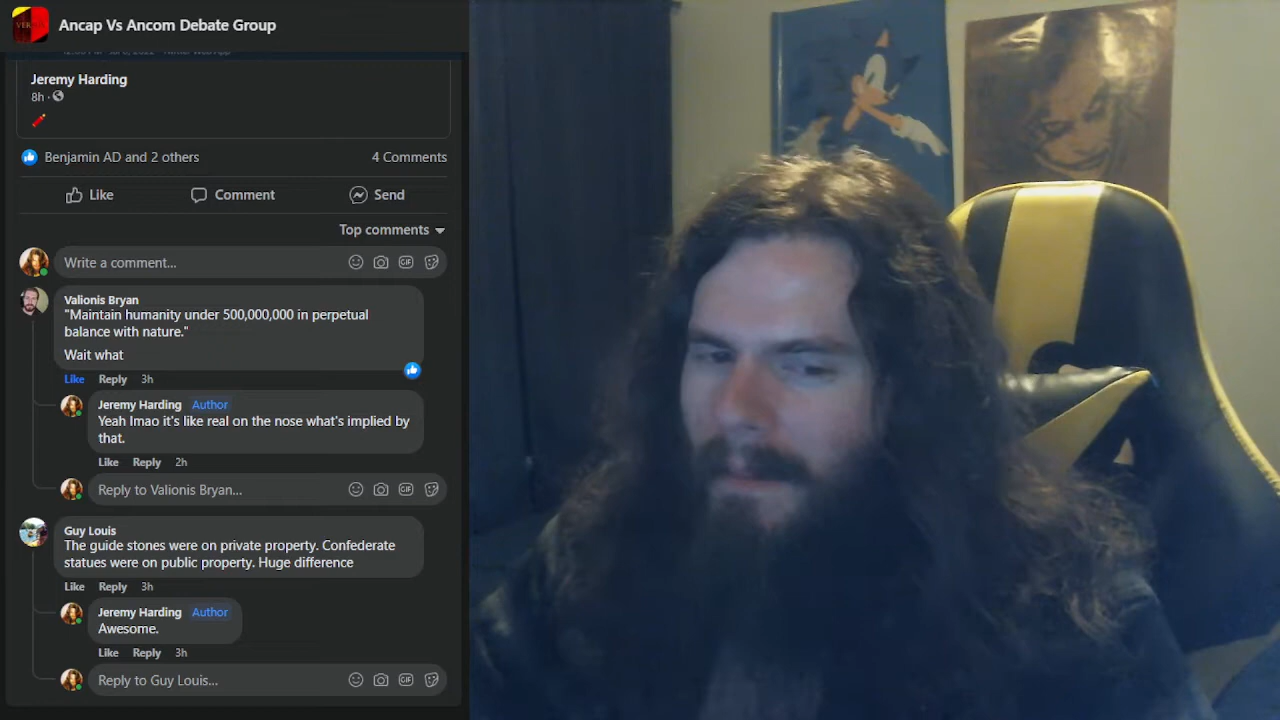 Ancap Vs Ancom Debate Group
Jeremy Harding
8h ·
Benjamin AD and 2 others
4 Comments
Like
Comment
Send
Top comments
Write a comment...
GIF
Valionis Bryan
"Maintain humanity under 500,000,000 in perpetual
balance with nature."
Wait what
Like Reply 3h
Jeremy Harding Author
Yeah lmao it's like real on the nose what's implied by
that.
Like Reply 2h
Reply to Valionis Bryan...
GIF
Guy Louis
The guide stones were on private property. Confederate
statues were on public property. Huge difference
Like Reply 3h
Jeremy Harding Author
Awesome.
Like Reply 3h
Reply to Guy Louis...
GIF